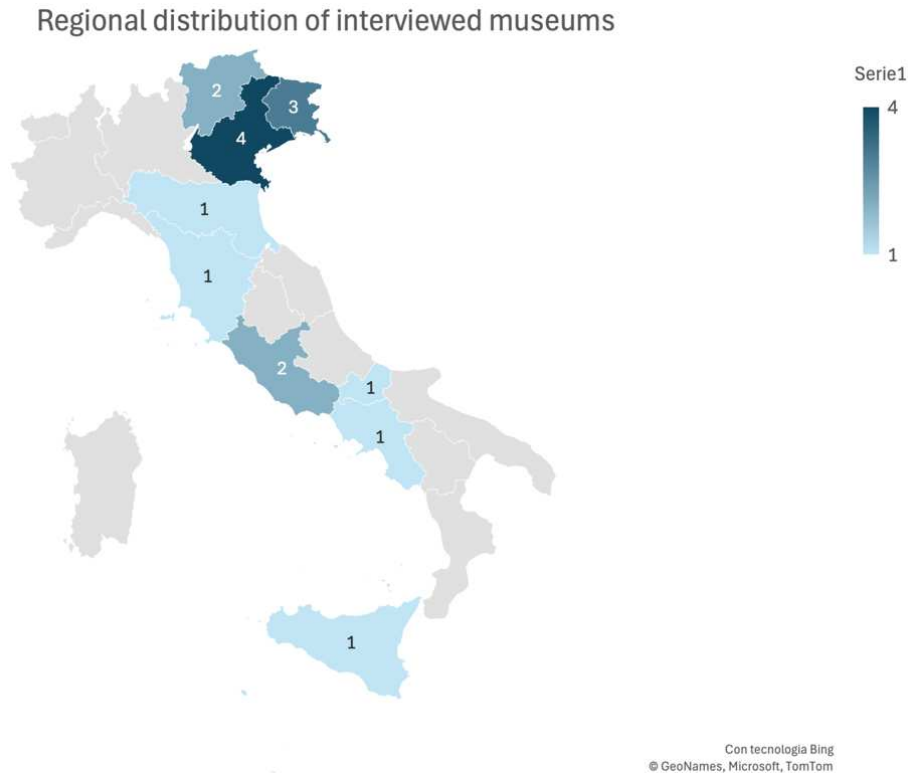 Regional distribution of interviewed museums
Serie1
4
1
2
3
4
1
1
2
1
1
1
Con tecnologia Bing
© GeoNames, Microsoft, TomTom